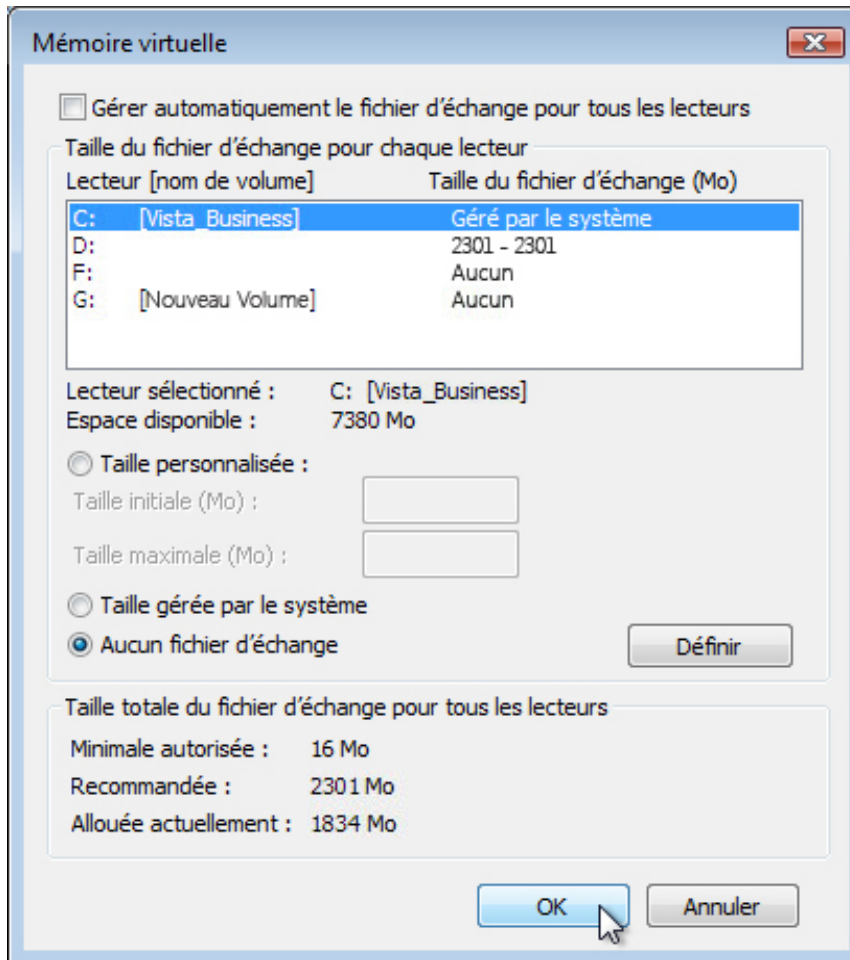 Mémoire virtuelle
Gérer automatiquement le fichier d’échange pour tous les lecteurs
Taille du fichier d’échange pour chaque lecteur
Lecteur [nom de volume] Taille du fichier d’échange (Mo)
C: [Vista_Business] Géré par le système
D: 2301 - 2301
F: Aucun
G: [Nouveau Volume] Aucun
Lecteur sélectionné : C: [Vista_Business]
Espace disponible : 7380 Mo
Taille personnalisée :
Taille initiale (Mo) :
Taille maximale (Mo) :
Taille gérée par le système
Aucun fichier d’échange Définir
Taille totale du fichier d’échange pour tous les lecteurs
Minimale autorisée : 16 Mo
Recommandée : 2301 Mo
Allouée actuellement : 1834 Mo
OK Annuler